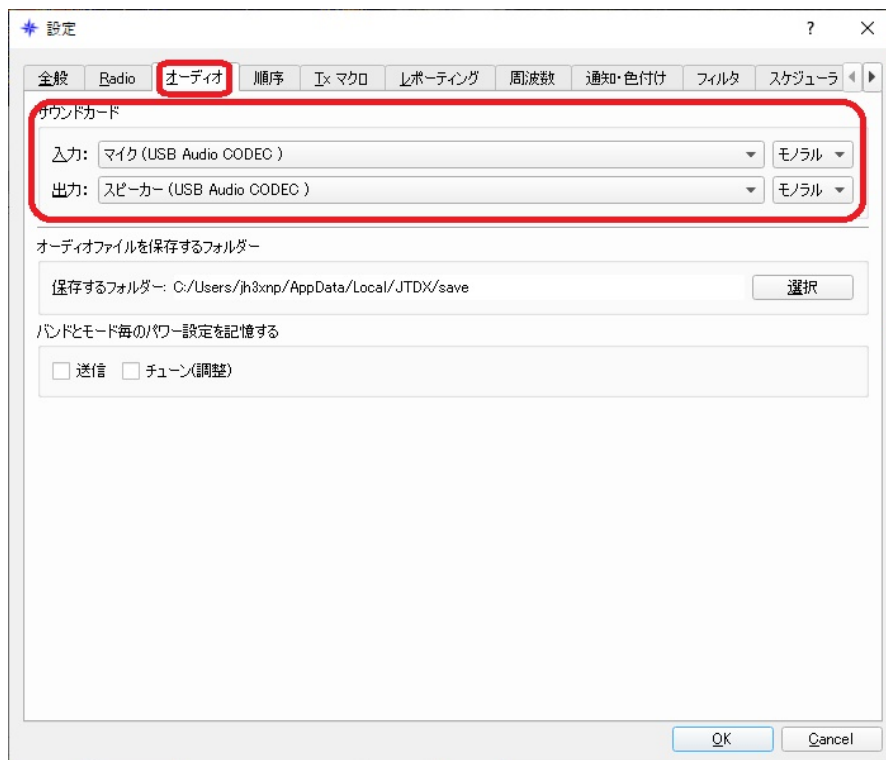 設定 ?
全般 Radio オーディオ 順序 Tx マクロ レポーティング 周波数 通知・色付け フィルタ スケジューラ
サウンドカード
入力: マイク (USB Audio CODEC ) モノラル
出力: スピーカー (USB Audio CODEC ) モノラル
オーディオファイルを保存するフォルダー
保存するフォルダー: C:/Users/jh3xnp/AppData/Local/JTDX/save 選択
バンドとモード毎のパワー設定を記憶する
送信 チューン(調整)
OK Cancel